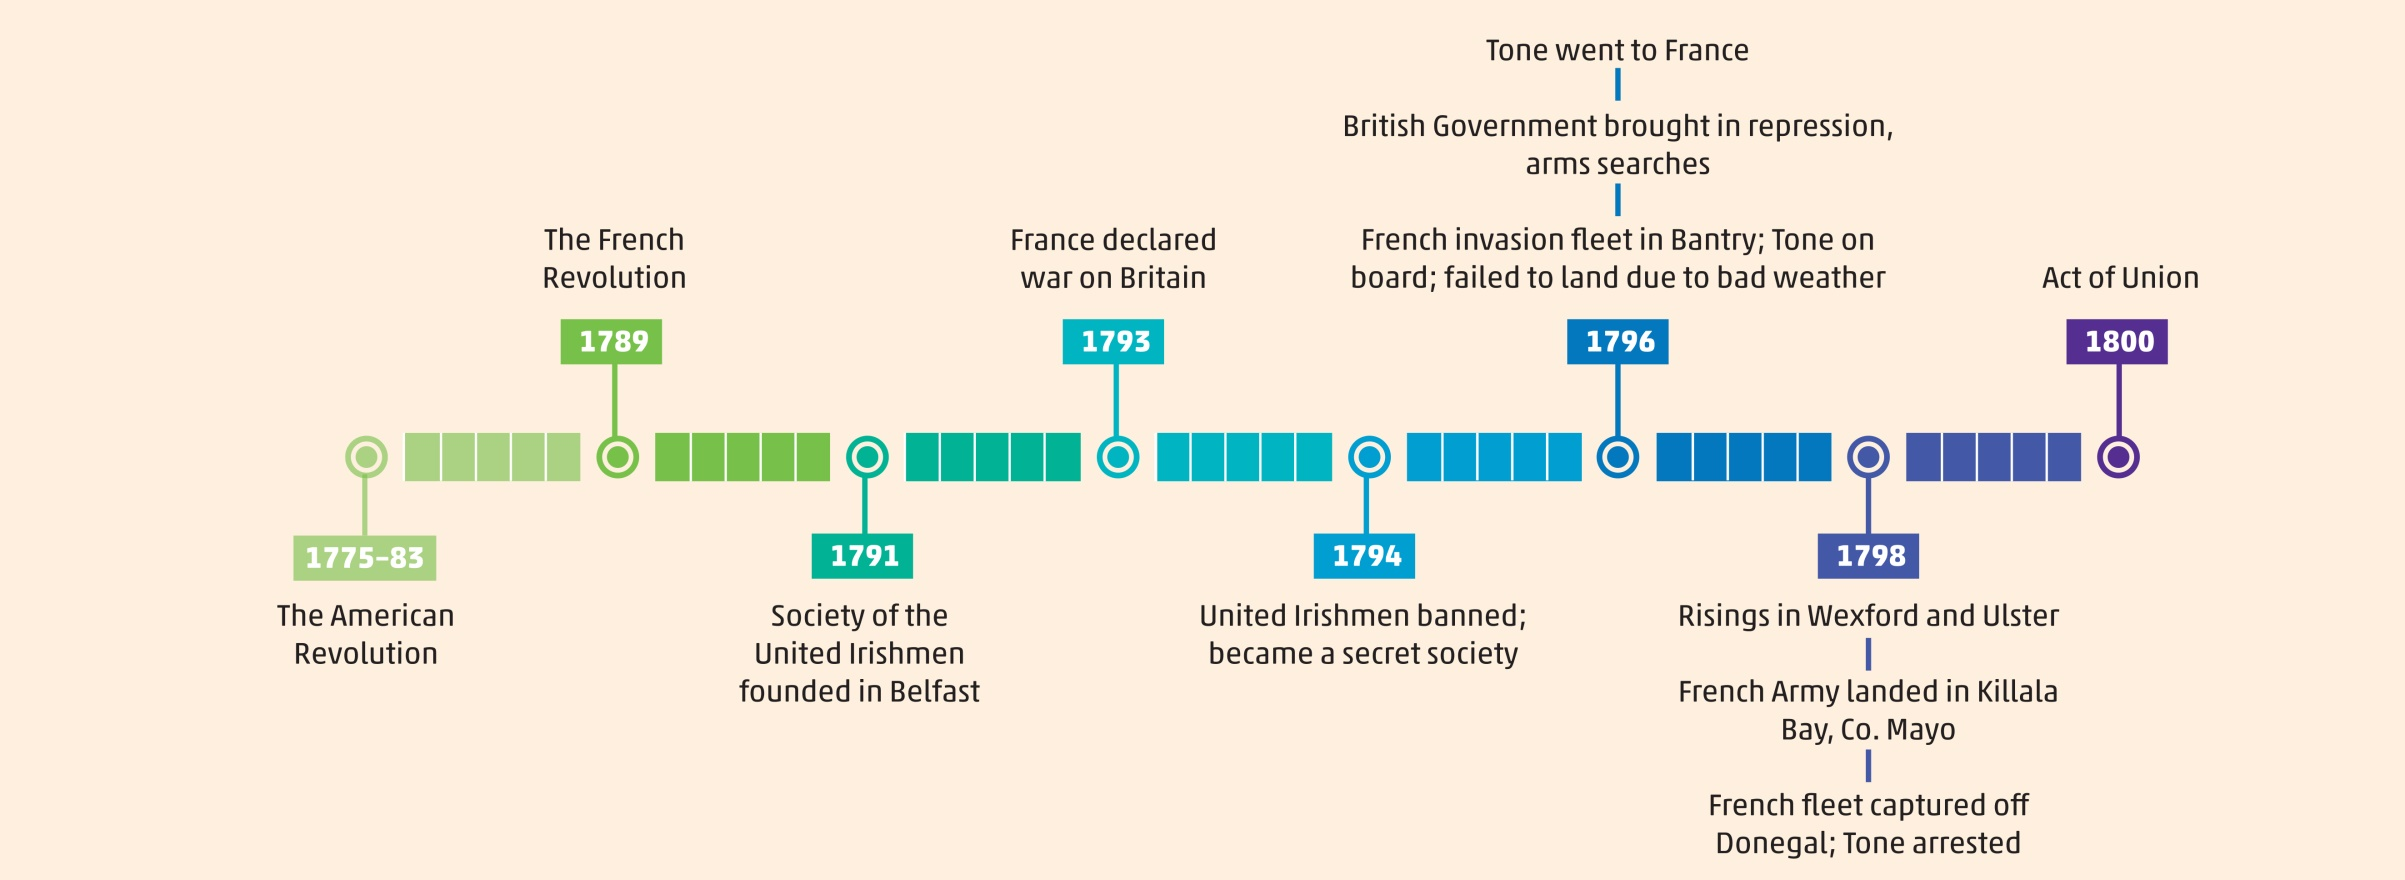 Tone went to France
British Government brought in repression,
arms searches
French invasion fleet in Bantry; Tone on
board; failed to land due to bad weather
The French
Revolution
France declared
war on Britain
Act of Union
1789
1793
1796
1800
1775–83
The American
Revolution
1791
Society of the
United Irishmen
founded in Belfast
1794
United Irishmen banned;
became a secret society
1798
Risings in Wexford and Ulster
French Army landed in Killala
Bay, Co. Mayo
French fleet captured off
Donegal; Tone arrested